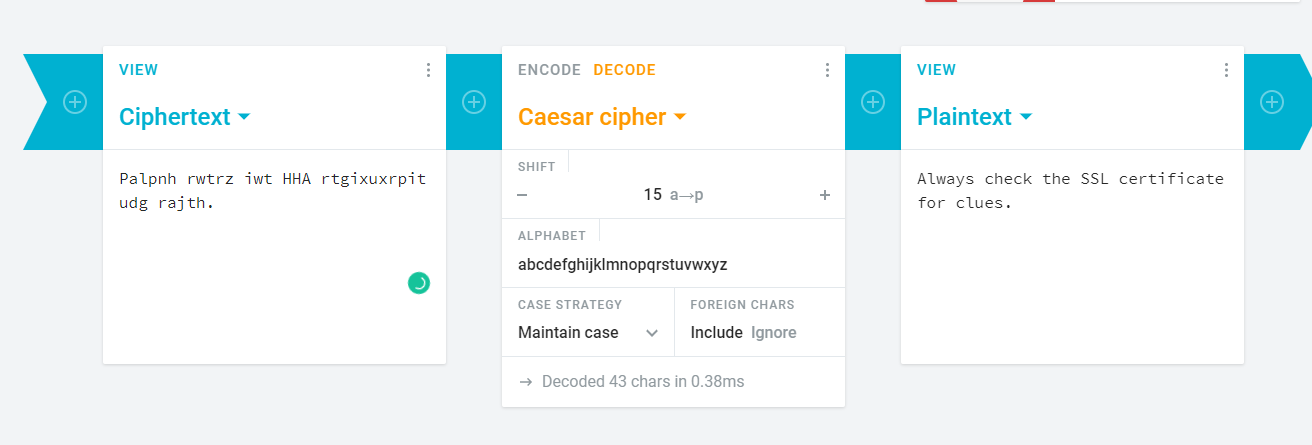 VIEW
Ciphertext
Palpnh rwtrz iwt HHA rtgixuxrpit
udg rajth.
ENCODE DECODE
Caesar cipher
SHIFT
− 15 a→p +
ALPHABET
abcdefghijklmnopqrstuvwxyz
CASE STRATEGY
Maintain case
FOREIGN CHARS
Include Ignore
→ Decoded 43 chars in 0.38ms
VIEW
Plaintext
Always check the SSL certificate
for clues.